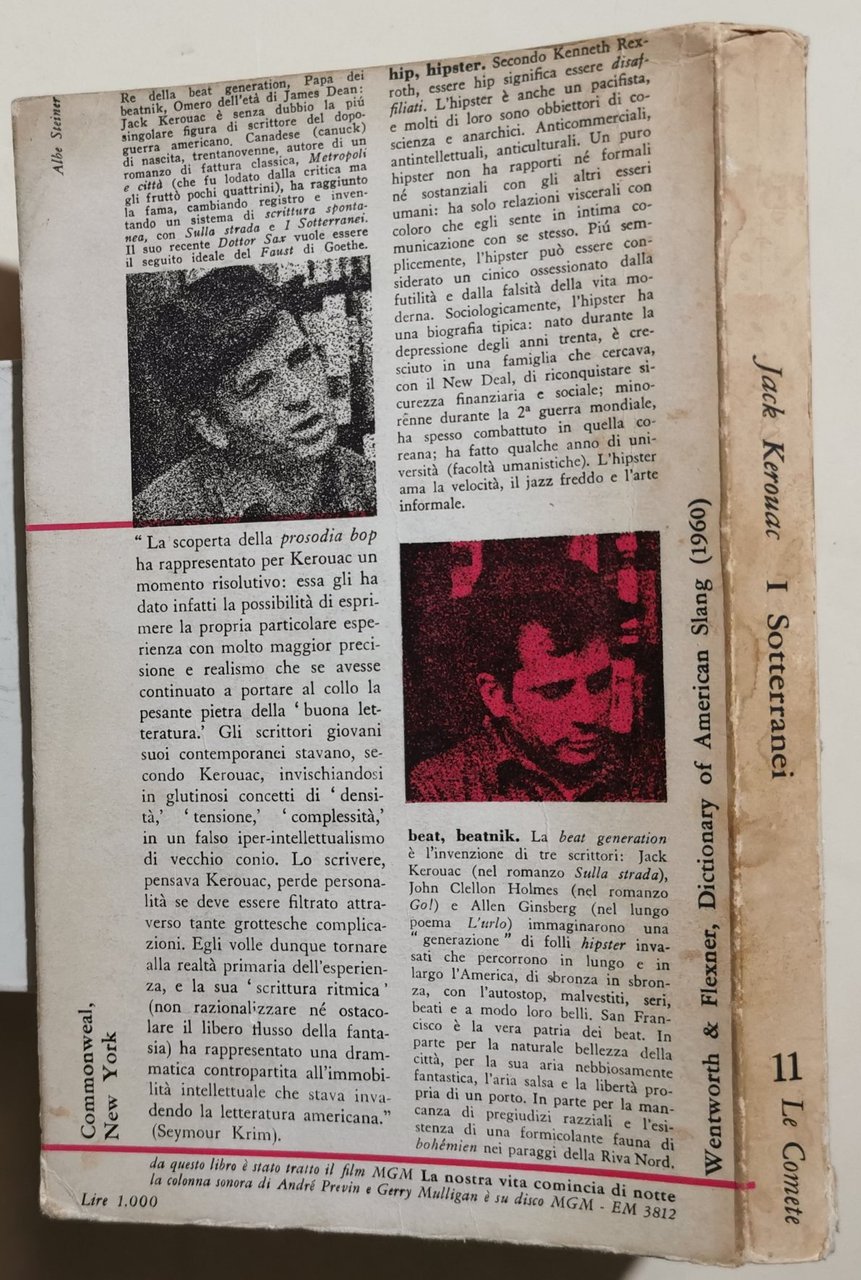 Albe Steiner
Re della beat generation, Papa dei
beatnik, Omero dell'età di James Dean:
Jack Kerouac è senza dubbio la piú
singolare figura di scrittore del dopo-
guerra americano. Canadese (canuck)
di nascita, trentanovenne, autore di un
romanzo di fattura classica, Metropoli
e città (che fu lodato dalla critica ma
gli fruttò pochi quattrini), ha raggiunto
la fama, cambiando registro e inven-
tando un sistema di scrittura sponta-
nea, con Sulla strada e I Sotterranei.
Il suo recente Dottor Sax vuole essere
il seguito ideale del Faust di Goethe.
“ La scoperta della prosodia bop
ha rappresentato per Kerouac un
momento risolutivo: essa gli ha
dato infatti la possibilità di espri-
mere la propria particolare espe-
rienza con molto maggior preci-
sione e realismo che se avesse
continuato a portare al collo la
pesante pietra della ‘ buona let-
teratura.’ Gli scrittori giovani
suoi contemporanei stavano, se-
condo Kerouac, invischiandosi
in glutinosi concetti di ‘ densi-
tà,’ ‘ tensione,’ ‘ complessità,’
in un falso iper-intellettualismo
di vecchio conio. Lo scrivere,
pensava Kerouac, perde persona-
lità se deve essere filtrato attra-
verso tante grottesche complica-
zioni. Egli volle dunque tornare
alla realtà primaria dell'esperien-
za, e la sua ‘ scrittura ritmica ’
(non razionalizzare né ostaco-
lare il libero flusso della fanta-
sia) ha rappresentato una dram-
matica contropartita all'immobi-
lità intellettuale che stava inva-
dendo la letteratura americana.”
(Seymour Krim).
Commonweal,
New York
hip, hipster. Secondo Kenneth Rex-
roth, essere hip significa essere disaf-
filiati. L'hipster è anche un pacifista,
e molti di loro sono obbiettori di co-
scienza e anarchici. Anticommerciali,
antintellettuali, anticulturali. Un puro
hipster non ha rapporti né formali
né sostanziali con gli altri esseri
umani: ha solo relazioni viscerali con
coloro che egli sente in intima co-
municazione con se stesso. Piú sem-
plicemente, l'hipster può essere con-
siderato un cinico ossessionato dalla
futilità e dalla falsità della vita mo-
derna. Sociologicamente, l'hipster ha
una biografia tipica: nato durante la
depressione degli anni trenta, è cre-
sciuto in una famiglia che cercava,
con il New Deal, di riconquistare si-
curezza finanziaria e sociale; mino-
renne durante la 2ª guerra mondiale,
ha spesso combattuto in quella co-
reana; ha fatto qualche anno di uni-
versità (facoltà umanistiche). L'hipster
ama la velocità, il jazz freddo e l'arte
informale.
beat, beatnik. La beat generation
è l'invenzione di tre scrittori: Jack
Kerouac (nel romanzo Sulla strada),
John Clellon Holmes (nel romanzo
Go!) e Allen Ginsberg (nel lungo
poema L'urlo) immaginarono una
“ generazione ” di folli hipster inva-
sati che percorrono in lungo e in
largo l'America, di sbronza in sbron-
za, con l'autostop, malvestiti, seri,
beati e a modo loro belli. San Fran-
cisco è la vera patria dei beat. In
parte per la naturale bellezza della
città, per la sua aria nebbiosamente
fantastica, l'aria salsa e la libertà pro-
pria di un porto. In parte per la man-
canza di pregiudizi razziali e l'esi-
stenza di una formicolante fauna di
bohémien nei paraggi della Riva Nord.
Wentworth & Flexner, Dictionary of American Slang (1960)
da questo libro è stato tratto il film MGM La nostra vita comincia di notte
la colonna sonora di André Previn e Gerry Mulligan è su disco MGM - EM 3812
Lire 1.000
Jack Kerouac I Sotterranei
11 Le Comete